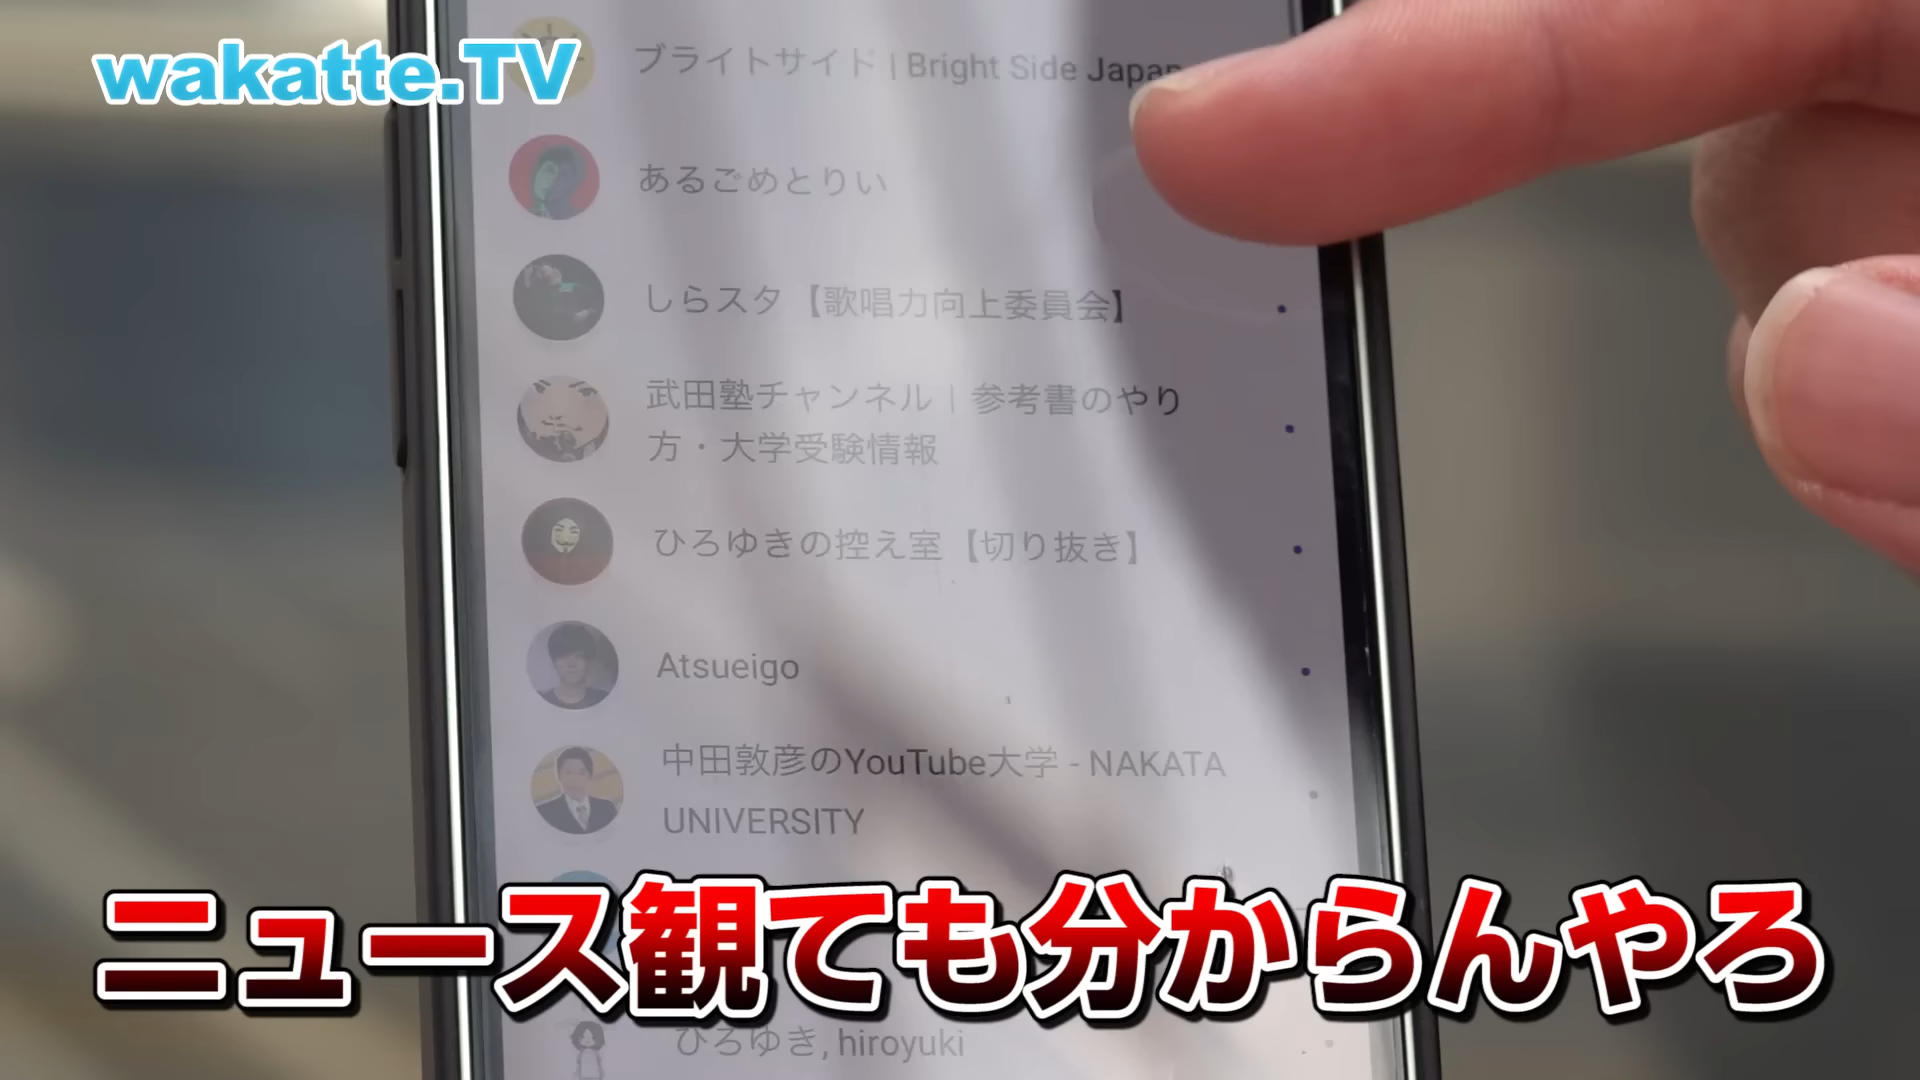 wakatte.TV
ブライトサイド | Bright Side Japan
あるごめとりい
しらスタ【歌唱力向上委員会】
武田塾チャンネル｜参考書のやり
方・大学受験情報
ひろゆきの控え室【切り抜き】
Atsueigo
中田敦彦のYouTube大学 - NAKATA
UNIVERSITY
ニュース観ても分からんやろ
ひろゆき, hiroyuki